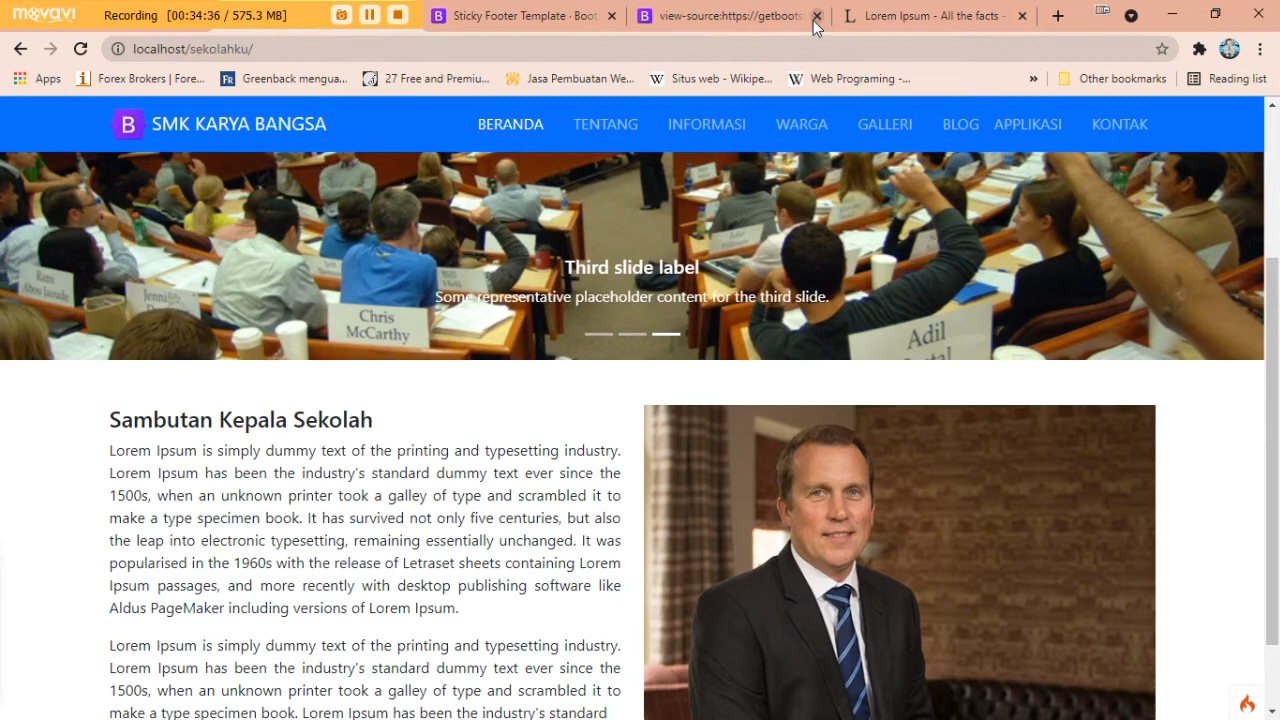 movavi
Recording [00:34:36 / 575.3 MB]
Sticky Footer Template · Boot
view-source:https://getboots
Lorem Ipsum - All the facts -
localhost/sekolahku/
Apps
Forex Brokers | Fore...
Greenback mengua...
27 Free and Premiu...
Jasa Pembuatan We...
Situs web - Wikipe...
Web Programing -...
»
Other bookmarks
Reading list
B SMK KARYA BANGSA
BERANDA TENTANG INFORMASI WARGA GALLERI BLOG APPLIKASI KONTAK
Third slide label
Some representative placeholder content for the third slide.
Chris
McCarthy
Adil
Rami
Sambutan Kepala Sekolah
Lorem Ipsum is simply dummy text of the printing and typesetting industry.
Lorem Ipsum has been the industry's standard dummy text ever since the
1500s, when an unknown printer took a galley of type and scrambled it to
make a type specimen book. It has survived not only five centuries, but also
the leap into electronic typesetting, remaining essentially unchanged. It was
popularised in the 1960s with the release of Letraset sheets containing Lorem
Ipsum passages, and more recently with desktop publishing software like
Aldus PageMaker including versions of Lorem Ipsum.
Lorem Ipsum is simply dummy text of the printing and typesetting industry.
Lorem Ipsum has been the industry's standard dummy text ever since the
1500s, when an unknown printer took a galley of type and scrambled it to
make a type specimen book. Lorem Ipsum has been the industry's standard